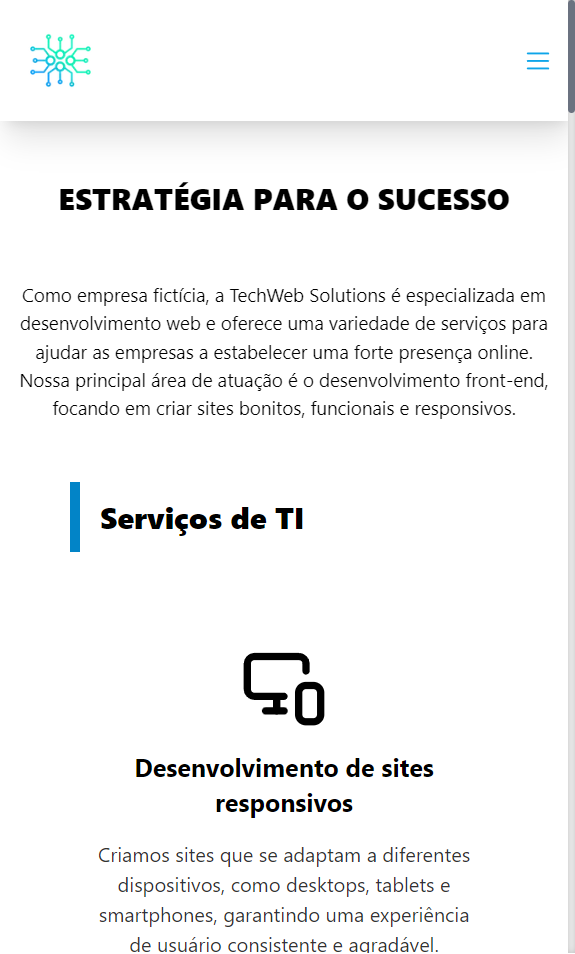 ESTRATÉGIA PARA O SUCESSO
Como empresa fictícia, a TechWeb Solutions é especializada em
desenvolvimento web e oferece uma variedade de serviços para
ajudar as empresas a estabelecer uma forte presença online.
Nossa principal área de atuação é o desenvolvimento front-end,
focando em criar sites bonitos, funcionais e responsivos.
Serviços de TI
Desenvolvimento de sites
responsivos
Criamos sites que se adaptam a diferentes
dispositivos, como desktops, tablets e
smartphones, garantindo uma experiência
de usuário consistente e agradável.